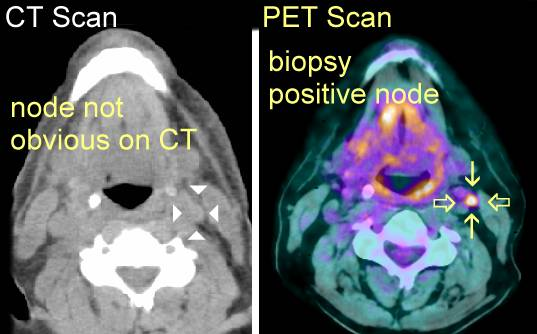 CT Scan
node not
obvious on CT
PET Scan
biopsy
positive node